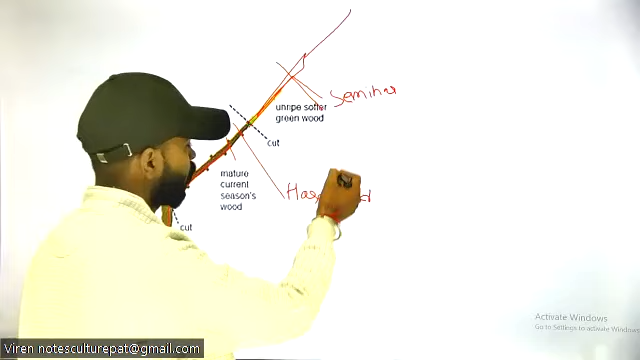 Semihar
unripe softer
green wood
cut
mature
current
season's
wood
cut
Activate Windows
Go to Settings to activate Windows.
Viren notesculturepat@gmail.com